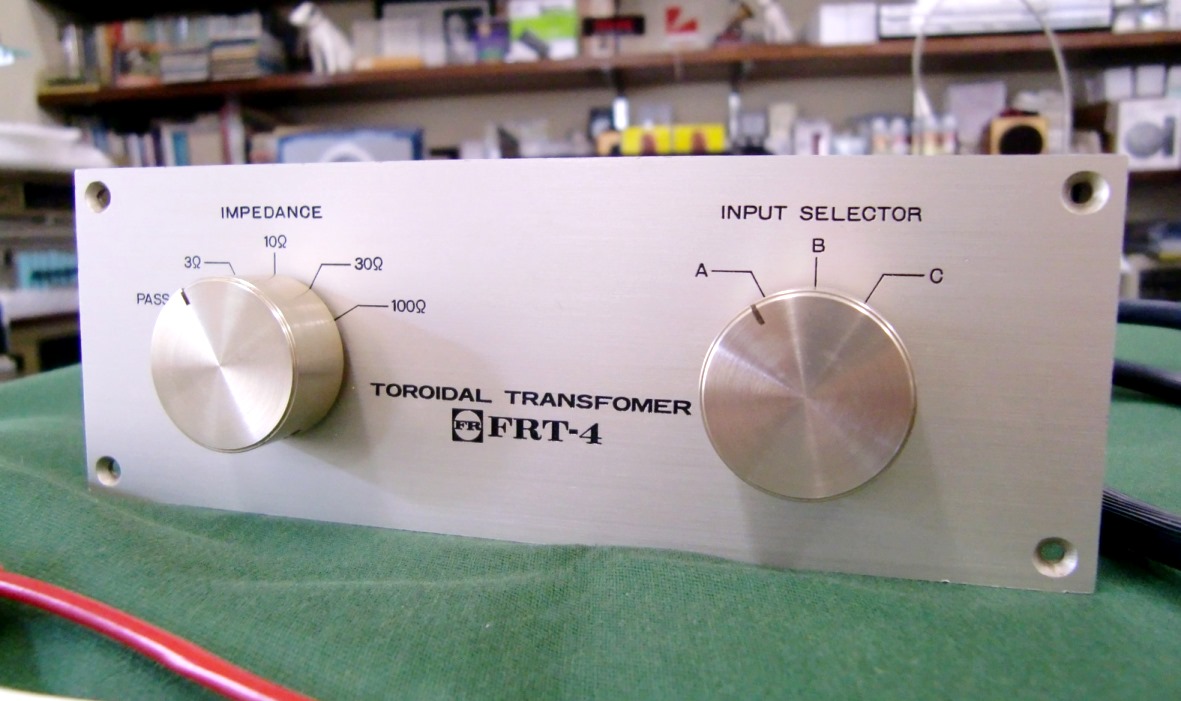 IMPEDANCE
PASS
3Ω
10Ω
30Ω
100Ω
INPUT SELECTOR
A
B
C
TOROIDAL TRANSFOMER
FR FRT-4